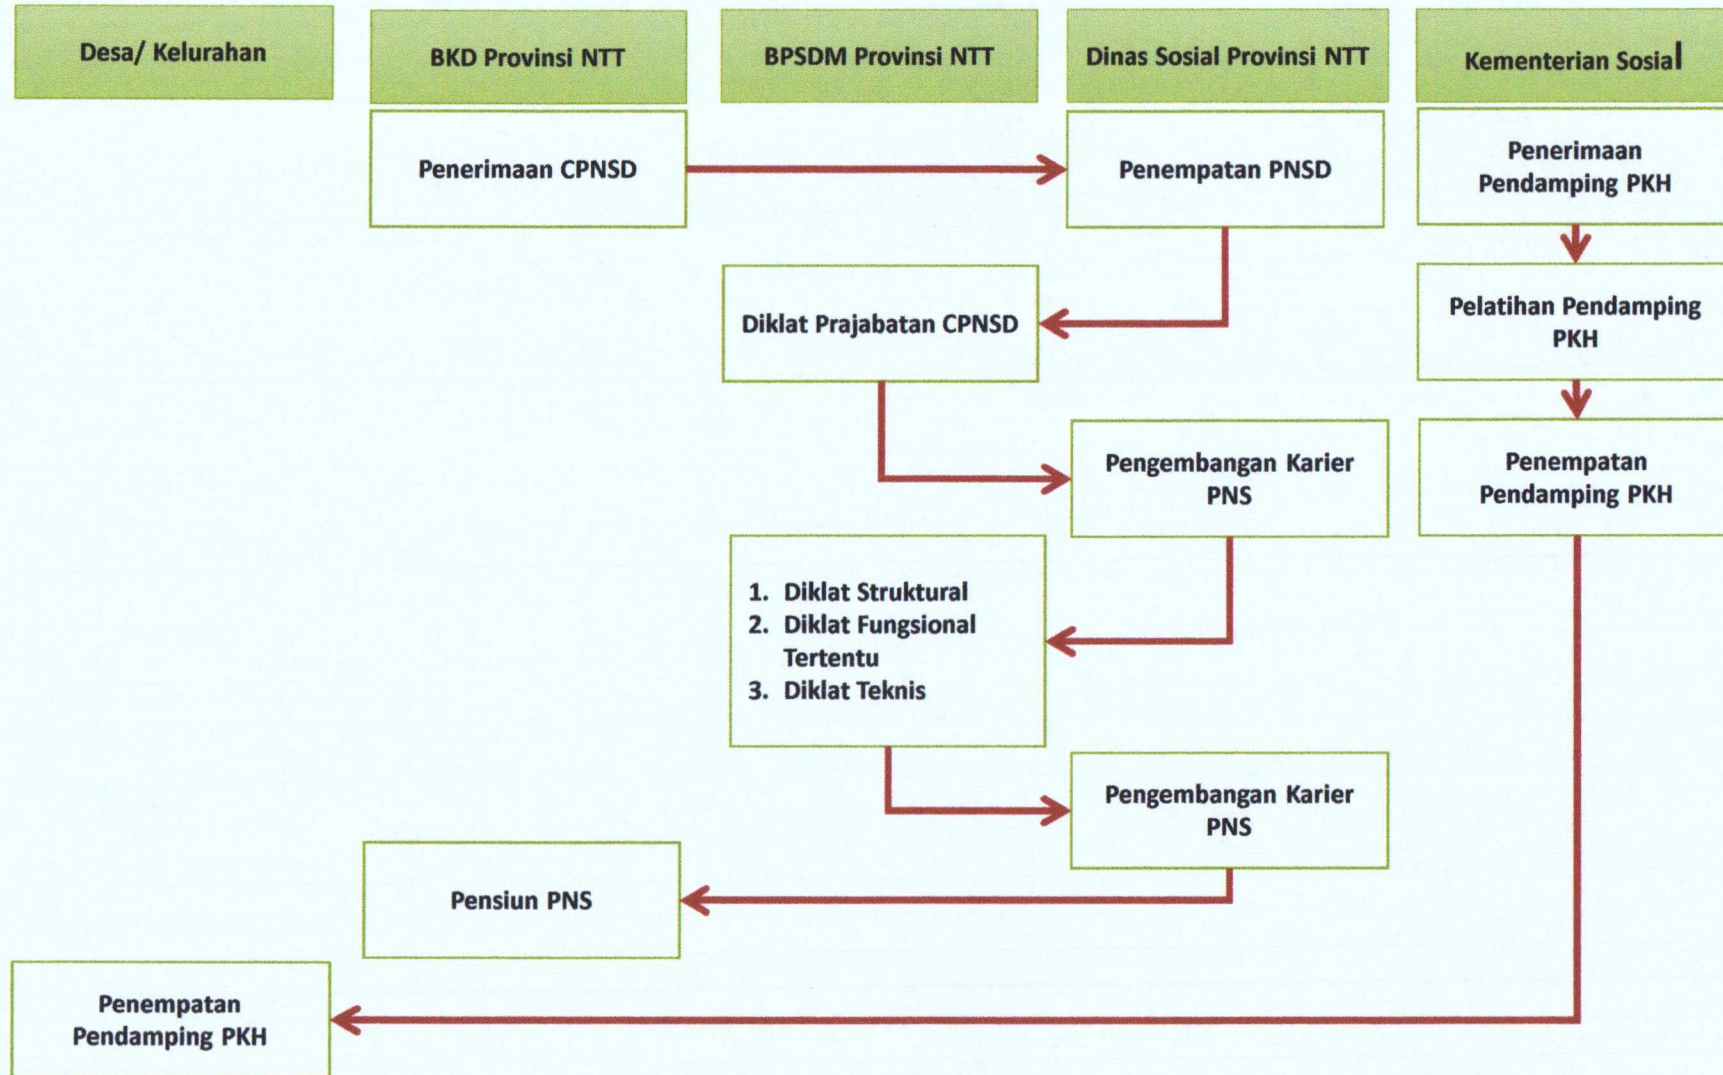 Desa/ Kelurahan
BKD Provinsi NTT
BPSDM Provinsi NTT
Dinas Sosial Provinsi NTT
Kementerian Sosial
Penerimaan CPNSD
Penempatan PNSD
Penerimaan
Pendamping PKH
Diklat Prajabatan CPNSD
Pelatihan Pendamping
PKH
Pengembangan Karier
PNS
Penempatan
Pendamping PKH
1. Diklat Struktural
2. Diklat Fungsional
Tertentu
3. Diklat Teknis
Pengembangan Karier
PNS
Pensiun PNS
Penempatan
Pendamping PKH